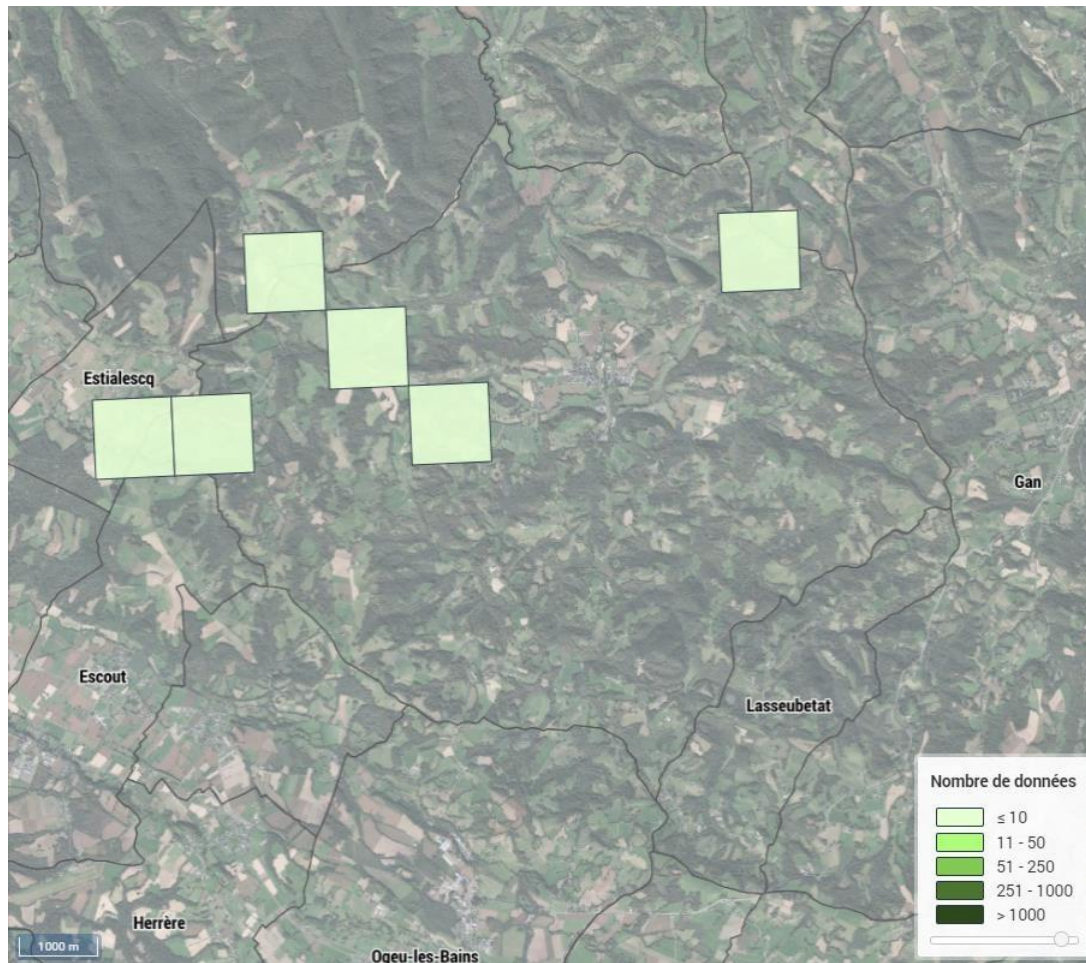 Estialescq
Gan
Escout
Lasseubetat
Herrère
Ogeu-les-Bains
1000 m
Nombre de données
≤ 10
11 - 50
51 - 250
251 - 1000
> 1000